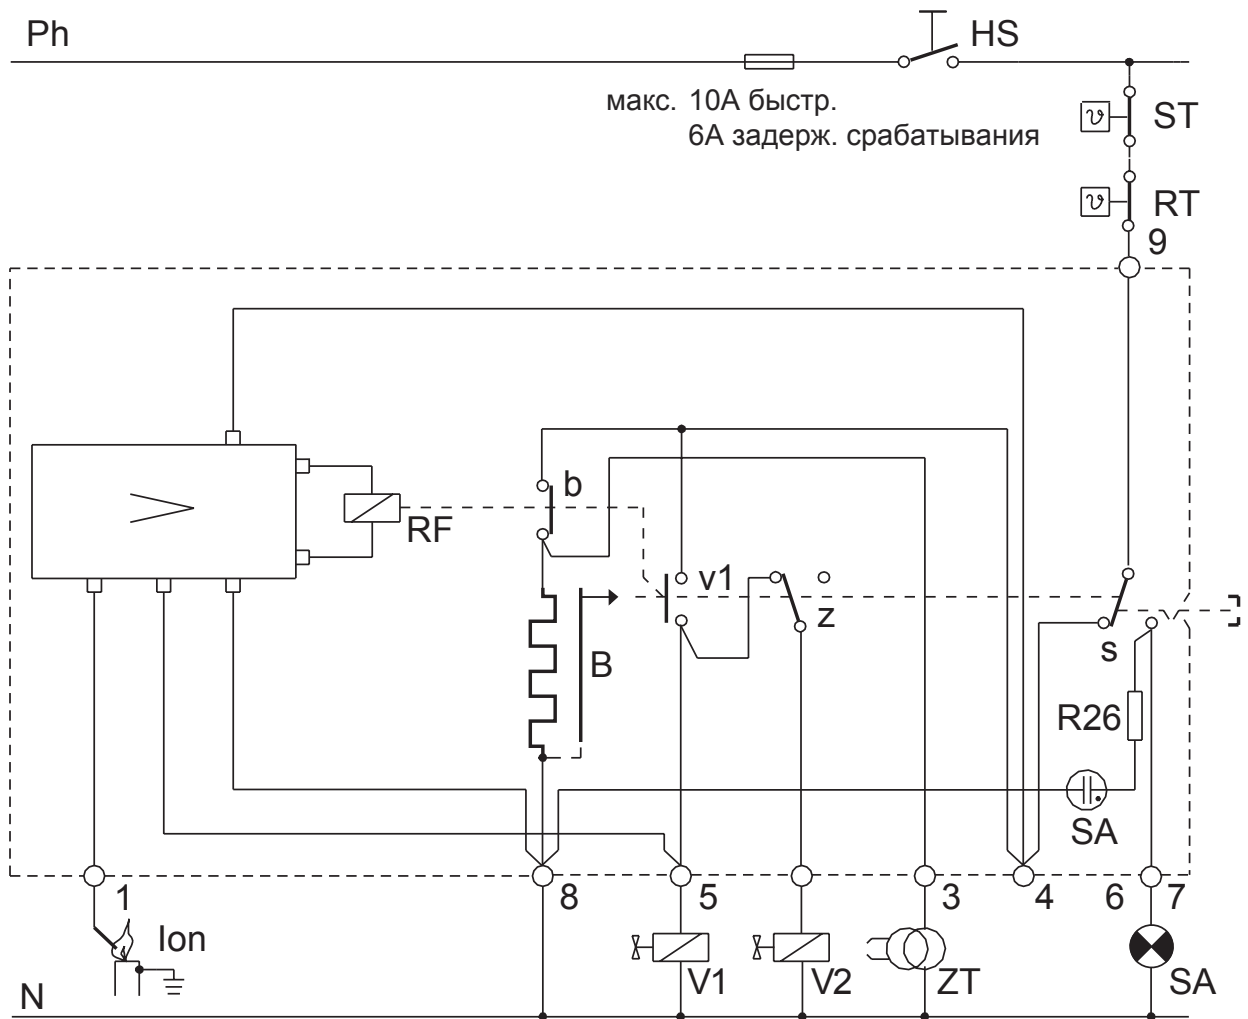 Ph
HS
макс. 10А быстр.
6А задерж. срабатывания
ST
RT
9
b
RF
v1
z
B
s
R26
SA
1
8
5
3
4
6
7
Ion
V1
V2
ZT
SA
N